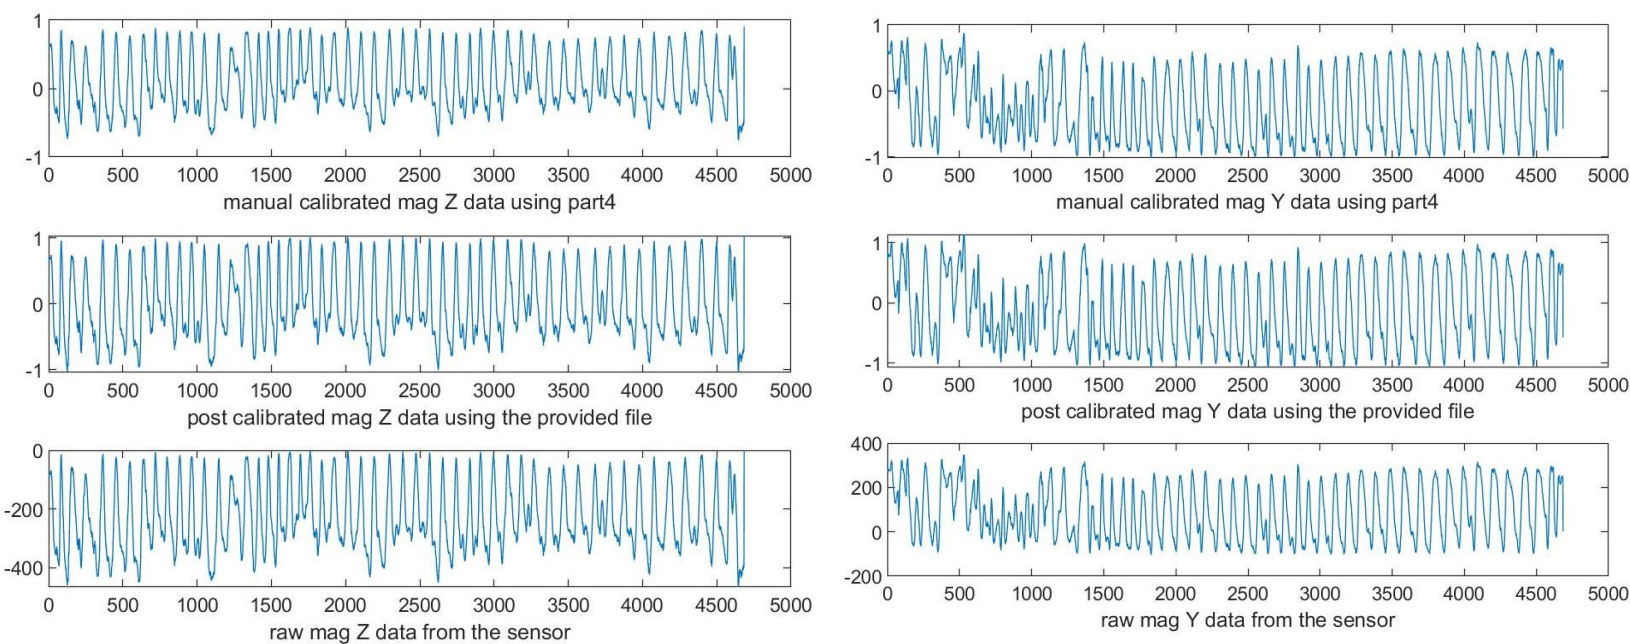 1
0
-1
0 500 1000 1500 2000 2500 3000 3500 4000 4500 5000
manual calibrated mag Z data using part4
1
0
-1
0 500 1000 1500 2000 2500 3000 3500 4000 4500 5000
post calibrated mag Z data using the provided file
0
-200
-400
0 500 1000 1500 2000 2500 3000 3500 4000 4500 5000
raw mag Z data from the sensor
1
0
-1
0 500 1000 1500 2000 2500 3000 3500 4000 4500 5000
manual calibrated mag Y data using part4
1
0
-1
0 500 1000 1500 2000 2500 3000 3500 4000 4500 5000
post calibrated mag Y data using the provided file
400
200
0
-200
0 500 1000 1500 2000 2500 3000 3500 4000 4500 5000
raw mag Y data from the sensor